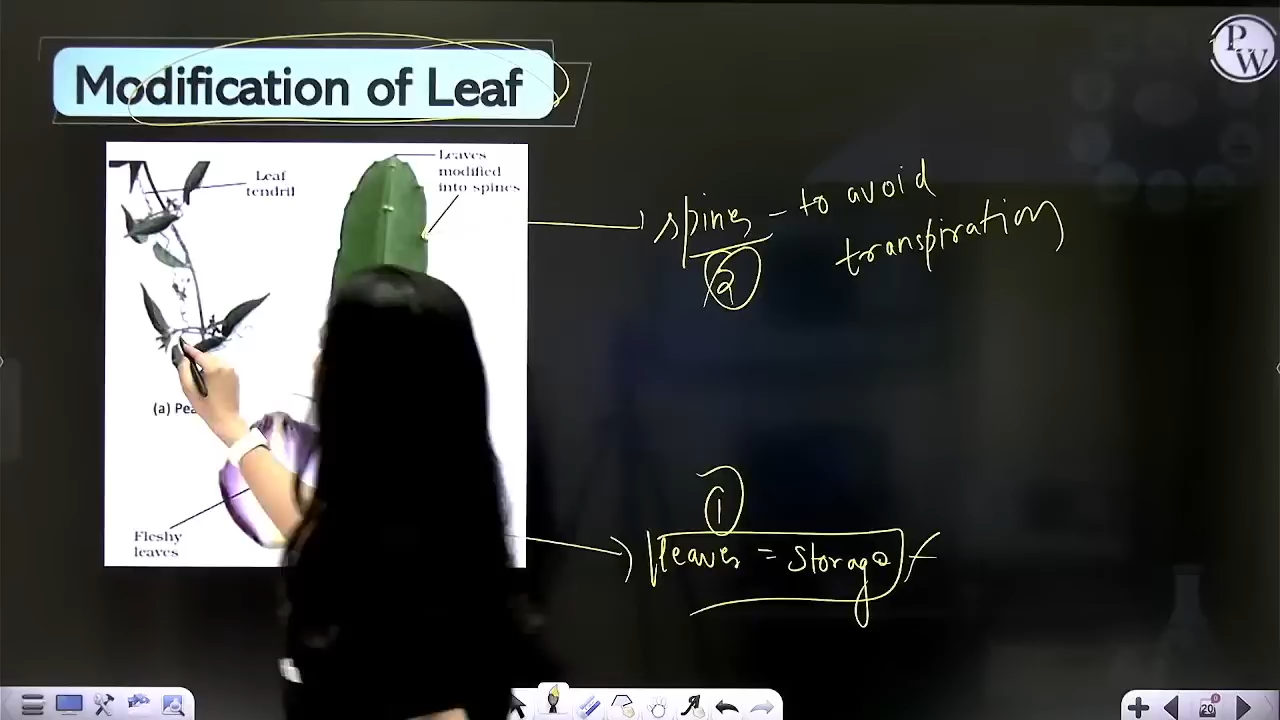 Modification of Leaf
PW
Leaf
tendril
Leaves
modified
into spines
spines - to avoid
transpiration
2
(a) Pea
Fleshy
leaves
1
leaves = storage
20